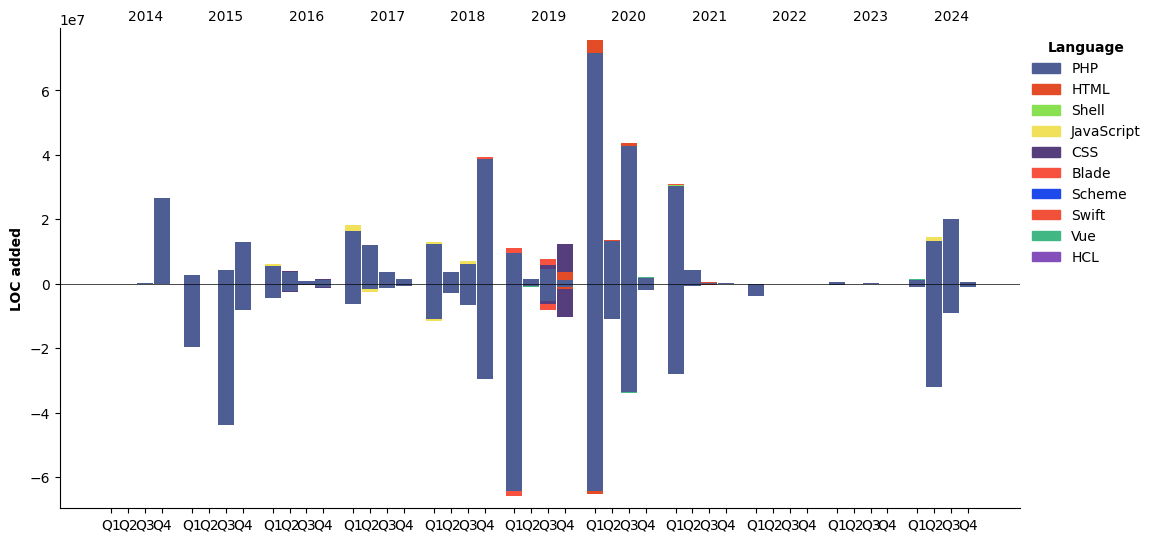 1e7
2014 2015 2016 2017 2018 2019 2020 2021 2022 2023 2024
Language
PHP
HTML
Shell
JavaScript
CSS
Blade
Scheme
Swift
Vue
HCL
LOC added
6
4
2
0
−2
−4
−6
Q1Q2Q3Q4 Q1Q2Q3Q4 Q1Q2Q3Q4 Q1Q2Q3Q4 Q1Q2Q3Q4 Q1Q2Q3Q4 Q1Q2Q3Q4 Q1Q2Q3Q4 Q1Q2Q3Q4 Q1Q2Q3Q4 Q1Q2Q3Q4